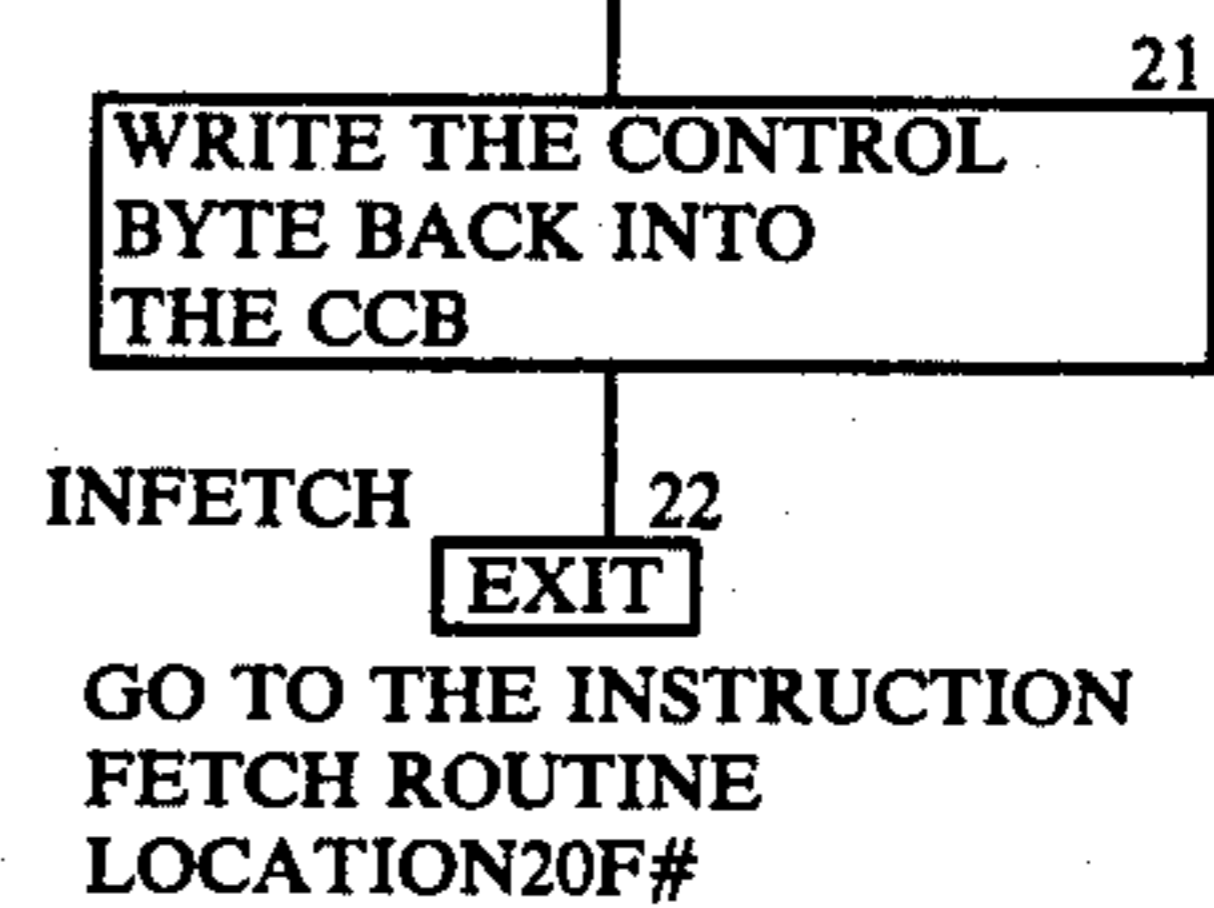 21
WRITE THE CONTROL
BYTE BACK INTO
THE CCB
INFETCH 22
EXIT
GO TO THE INSTRUCTION
FETCH ROUTINE
LOCATION20F#